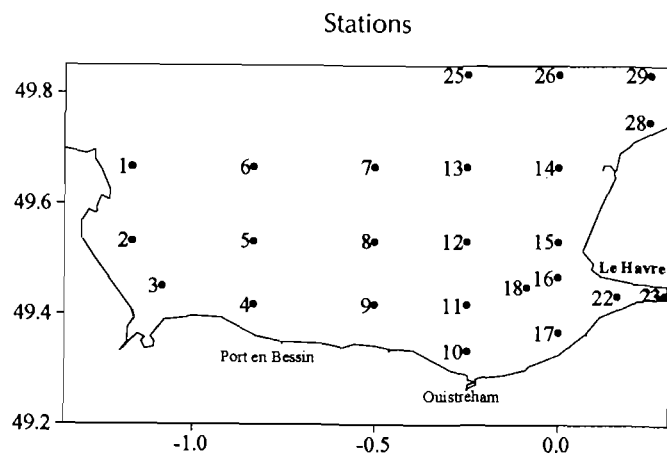 Stations
49.8
25 26 29
28
1 6 7 13 14
49.6
2 5 8 12 15
Le Havre
3 18 16
4 9 11 22 23
49.4
17
Port en Bessin 10
Ouistreham
49.2
-1.0 -0.5 0.0